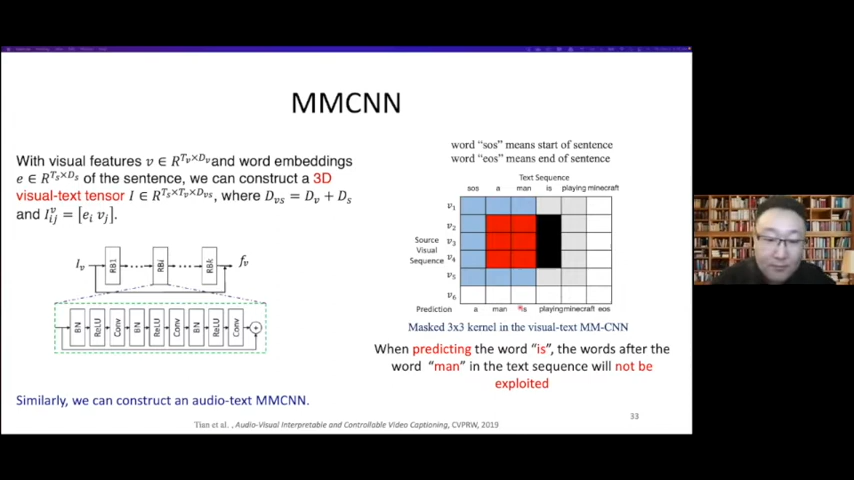 MMCNN
With visual features v ∈ R^{T_v×D_v}and word embeddings
e ∈ R^{T_s×D_s} of the sentence, we can construct a 3D
visual-text tensor I ∈ R^{T_s×T_v×D_vs}, where D_vs = D_v + D_s
and I^v_ij = [e_i v_j].
I_v
RB1
RBi
RBk
f_v
BN
ReLU
Conv
BN
ReLU
Conv
BN
ReLU
Conv
+
Similarly, we can construct an audio-text MMCNN.
word “sos” means start of sentence
word “eos” means end of sentence
Text Sequence
sos a man is playing minecraft
v1
v2
v3
v4
v5
v6
Source
Visual
Sequence
Prediction a man is playing minecraft eos
Masked 3x3 kernel in the visual-text MM-CNN
When predicting the word “is”, the words after the
word “man” in the text sequence will not be
exploited
33
Tian et al. , Audio-Visual Interpretable and Controllable Video Captioning, CVPRW, 2019